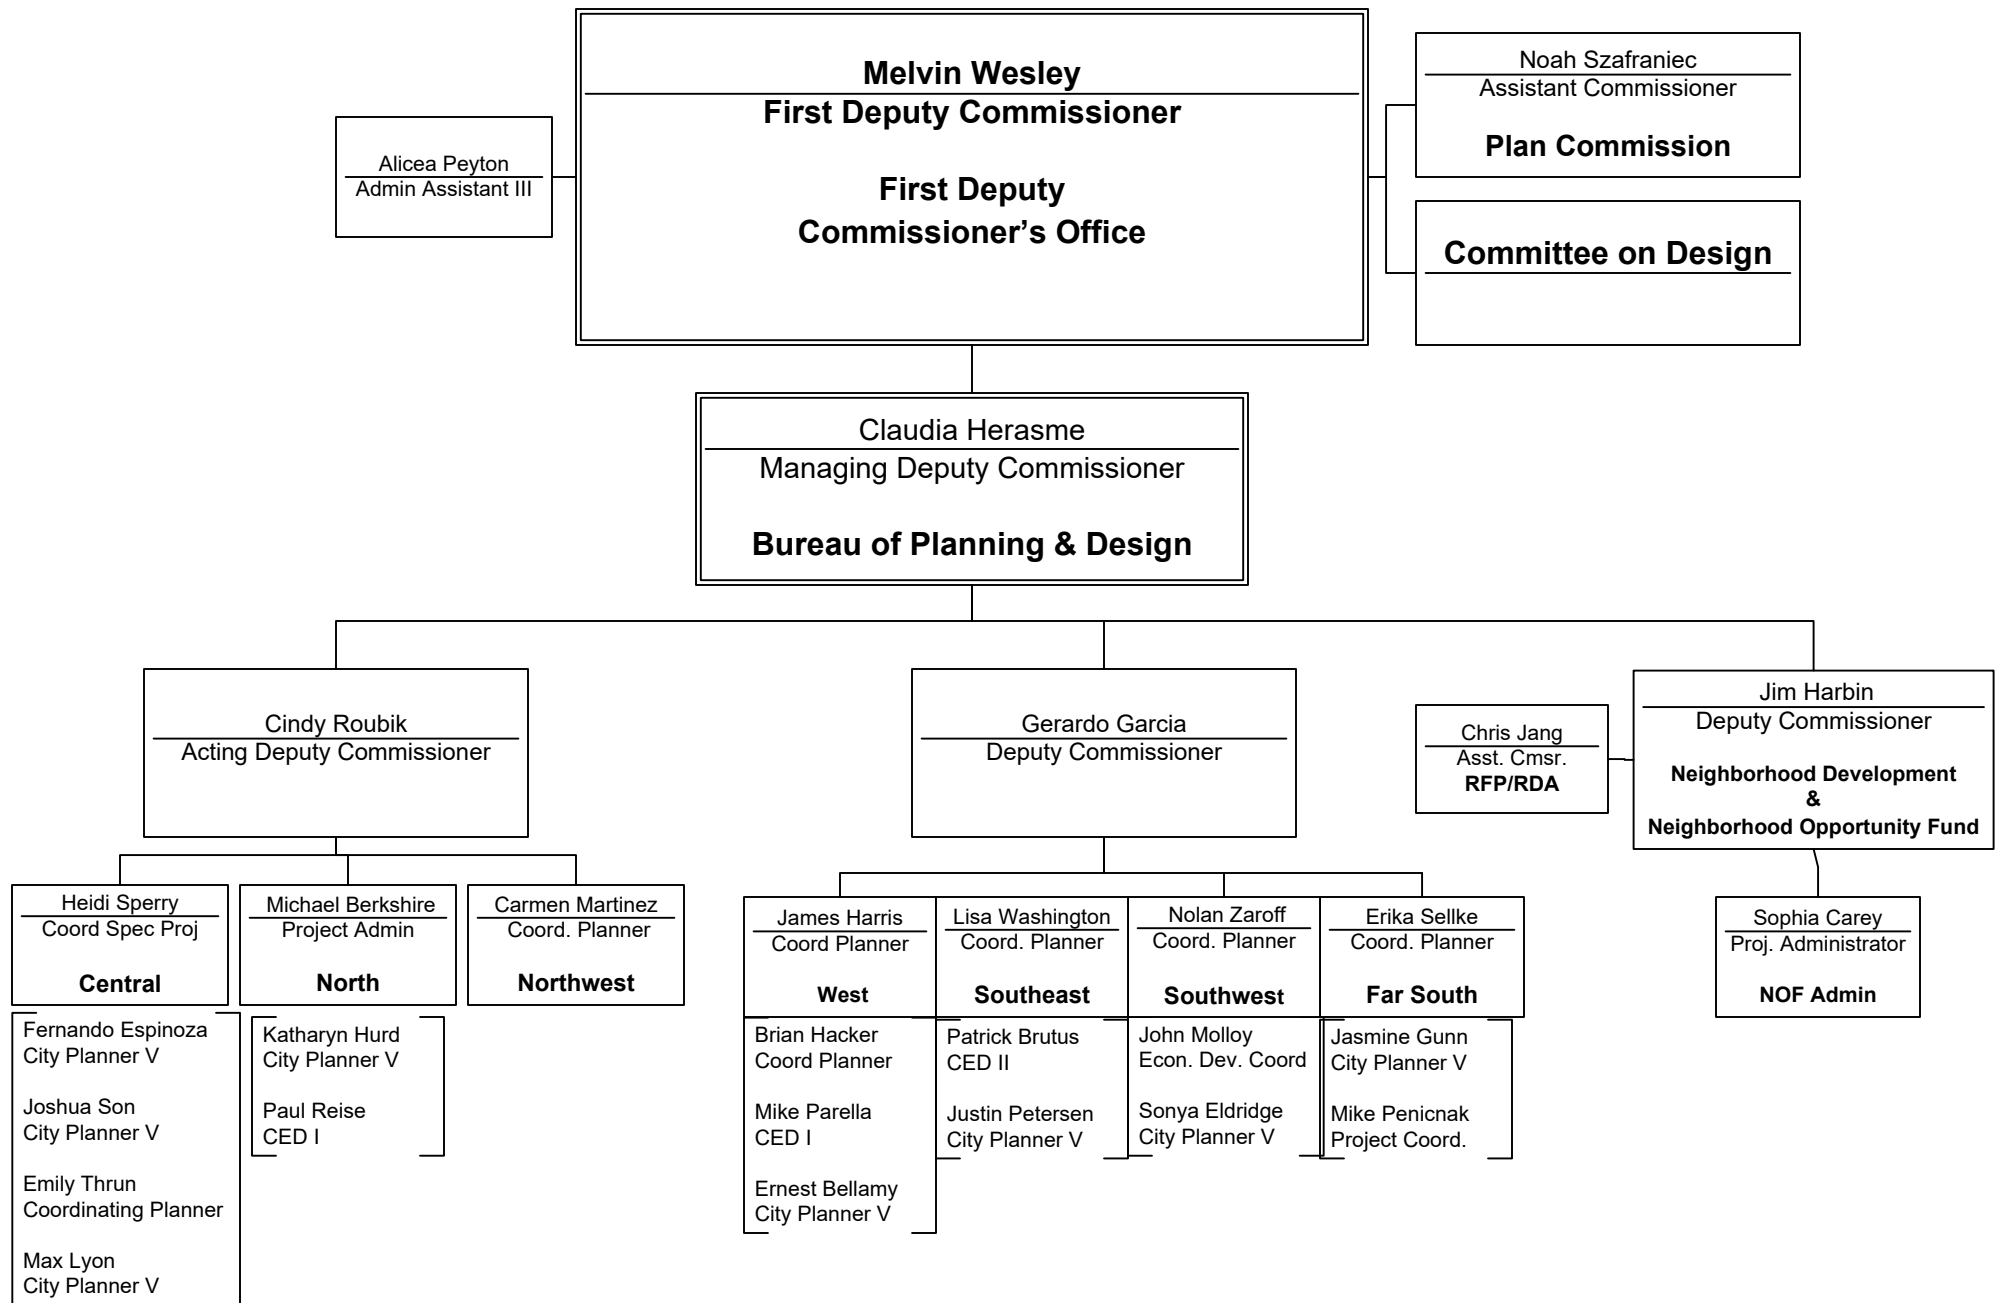 Melvin Wesley
First Deputy Commissioner
First Deputy
Commissioner’s Office
Noah Szafraniec
Assistant Commissioner
Plan Commission
Alicea Peyton
Admin Assistant III
Committee on Design
Claudia Herasme
Managing Deputy Commissioner
Bureau of Planning & Design
Cindy Roubik
Acting Deputy Commissioner
Gerardo Garcia
Deputy Commissioner
Chris Jang
Asst. Cmsr.
RFP/RDA
Jim Harbin
Deputy Commissioner
Neighborhood Development
&
Neighborhood Opportunity Fund
Heidi Sperry
Coord Spec Proj
Central
Michael Berkshire
Project Admin
North
Carmen Martinez
Coord. Planner
Northwest
James Harris
Coord Planner
West
Lisa Washington
Coord. Planner
Southeast
Nolan Zaroff
Coord. Planner
Southwest
Erika Sellke
Coord. Planner
Far South
Sophia Carey
Proj. Administrator
NOF Admin
Fernando Espinoza
City Planner V
Joshua Son
City Planner V
Emily Thrun
Coordinating Planner
Max Lyon
City Planner V
Katharyn Hurd
City Planner V
Paul Reise
CED I
Brian Hacker
Coord Planner
Mike Parella
CED I
Ernest Bellamy
City Planner V
Patrick Brutus
CED II
Justin Petersen
City Planner V
John Molloy
Econ. Dev. Coord
Sonya Eldridge
City Planner V
Jasmine Gunn
City Planner V
Mike Penicnak
Project Coord.